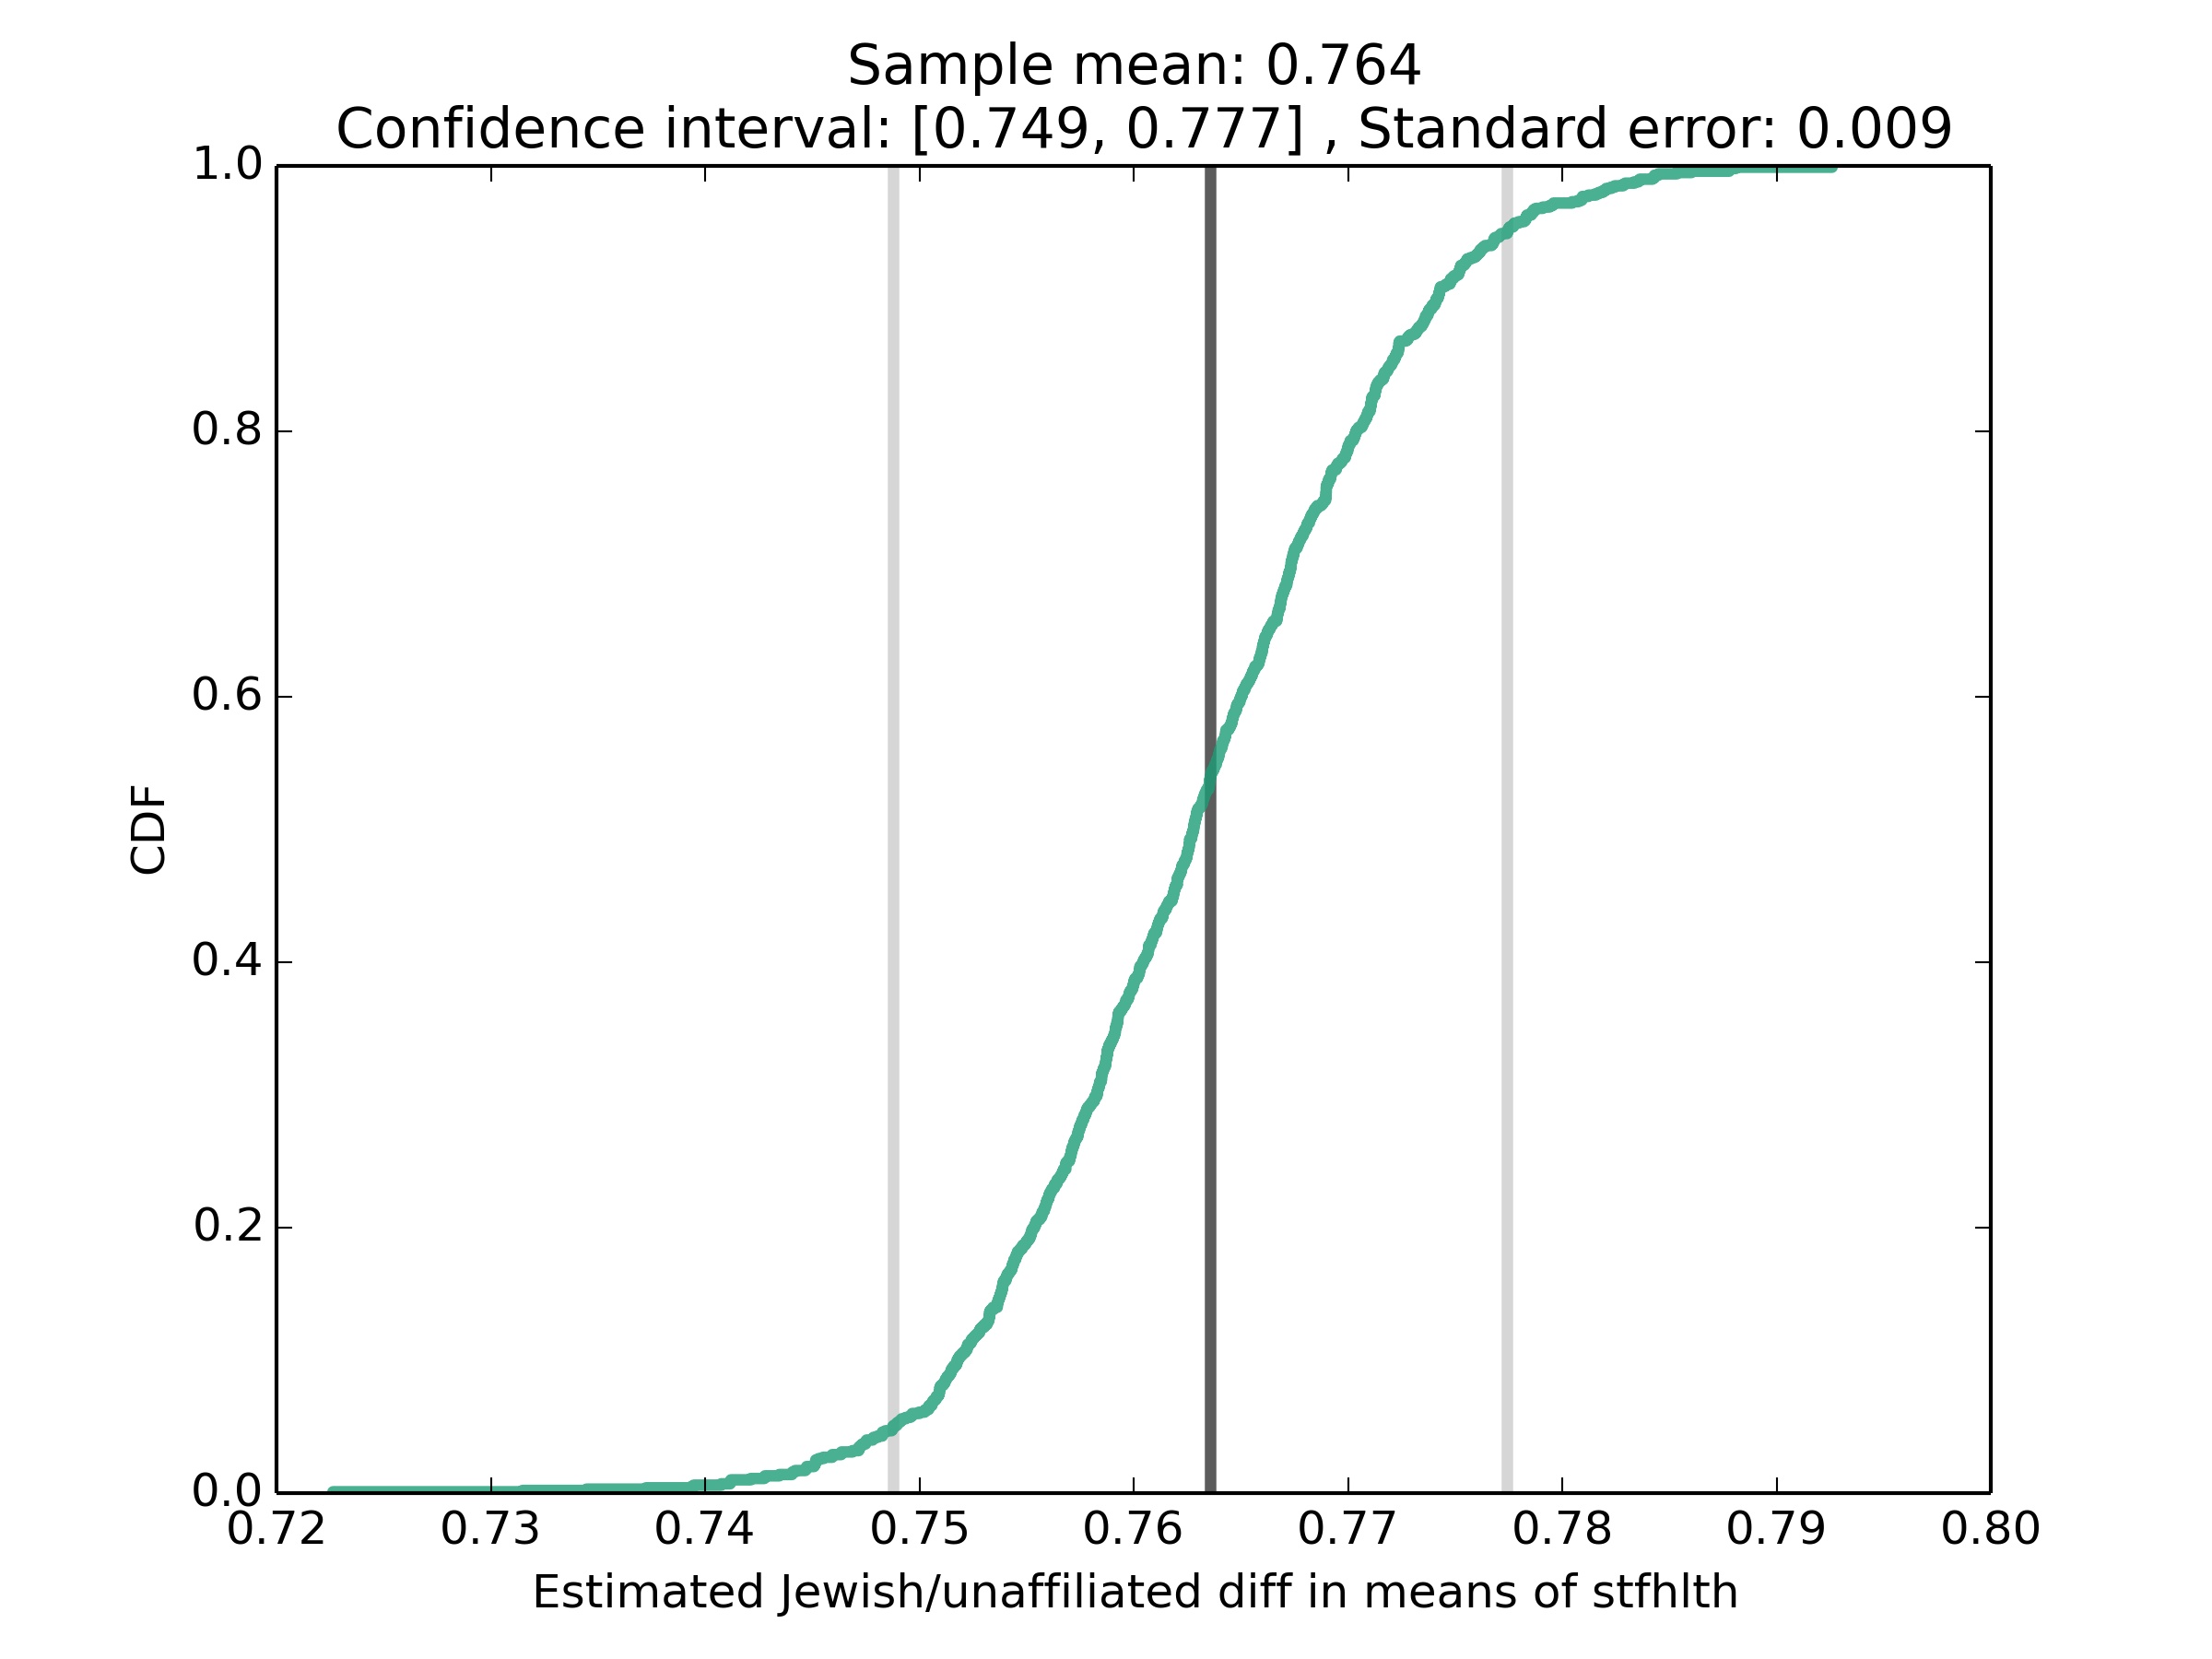 Sample mean: 0.764
Confidence interval: [0.749, 0.777] , Standard error: 0.009
1.0
0.8
0.6
0.4
0.2
0.0
CDF
0.72 0.73 0.74 0.75 0.76 0.77 0.78 0.79 0.80
Estimated Jewish/unaffiliated diff in means of stfhlth